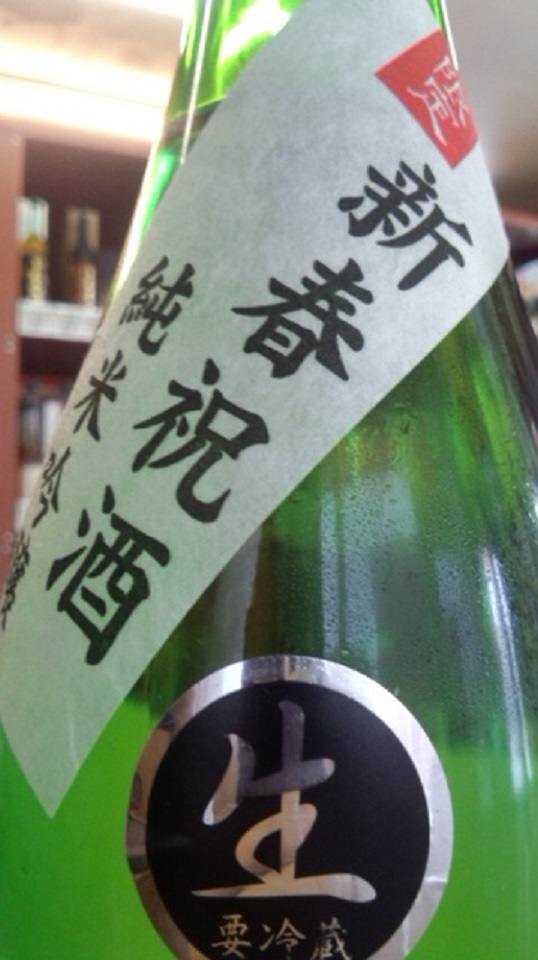 限定
新春祝酒
純米吟醸
生
要冷蔵